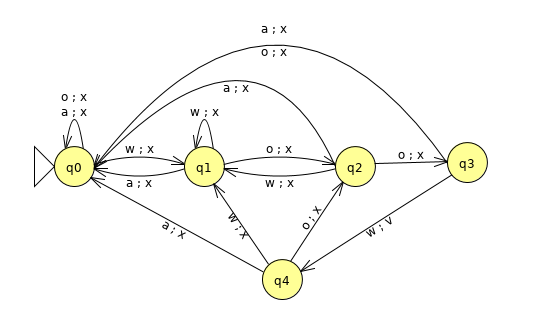 a ; x
o ; x
a ; x
o ; x
a ; x
w ; x
w ; x
o ; x
o ; x
q0
q1
q2
q3
a ; x
w ; x
a ; x
w ; x
o ; x
w ; v
q4